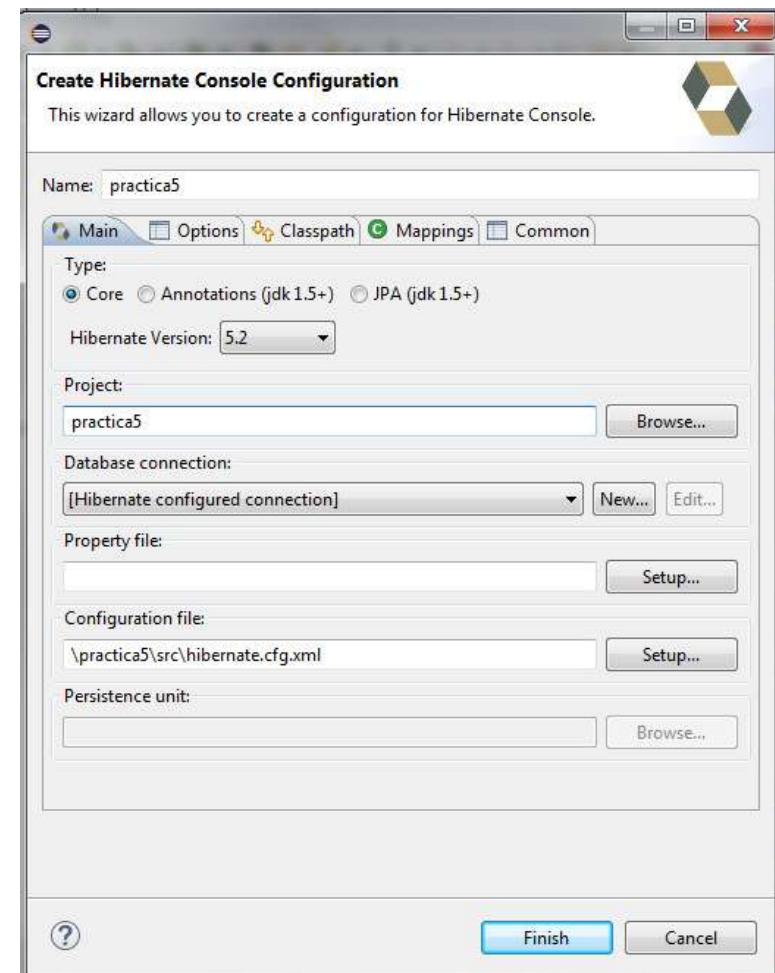 Create Hibernate Console Configuration
This wizard allows you to create a configuration for Hibernate Console.
Name: practica5
Main Options Classpath Mappings Common
Type:
Core Annotations (jdk 1.5+) JPA (jdk 1.5+)
Hibernate Version: 5.2
Project:
practica5 Browse...
Database connection:
[Hibernate configured connection] New... Edit...
Property file:
Setup...
Configuration file:
\practica5\src\hibernate.cfg.xml Setup...
Persistence unit:
Browse...
Finish Cancel